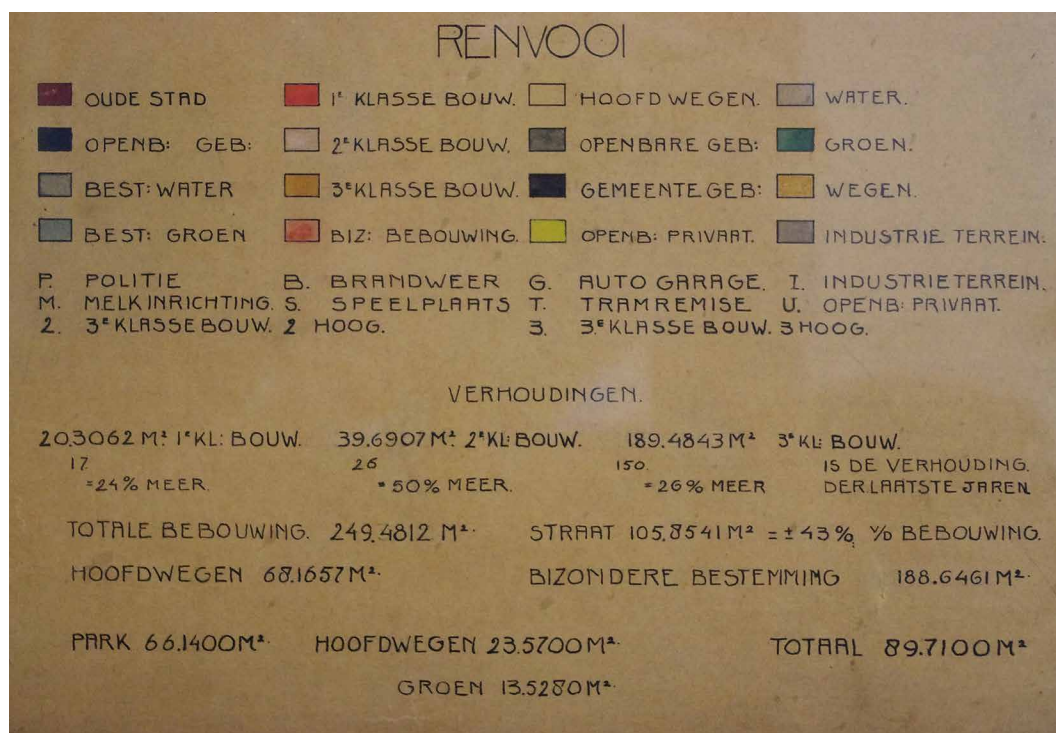 RENVOOI
OUDE STAD 1ᴱ KLASSE BOUW. HOOFDWEGEN. WATER.
OPENB: GEB: 2ᴱ KLASSE BOUW. OPENBARE GEB: GROEN.
BEST: WATER 3ᴱ KLASSE BOUW. GEMEENTE GEB: WEGEN.
BEST: GROEN BIZ: BEBOUWING. OPENB: PRIVAAT. INDUSTRIE TERREIN.
P. POLITIE B. BRANDWEER G. AUTO GARAGE. I. INDUSTRIETERREIN.
M. MELKINRICHTING. S. SPEELPLAATS T. TRAMREMISE U. OPENB: PRIVAAT.
2. 3ᴱ KLASSE BOUW. 2 HOOG. 3. 3ᴱ KLASSE BOUW. 3 HOOG.
VERHOUDINGEN.
20.3062 M² 1ᴱ KL: BOUW. 39.6907 M² 2ᴱ KL: BOUW. 189.4843 M² 3ᴱ KL: BOUW.
17 26 150. IS DE VERHOUDING.
=24% MEER. =50% MEER. =26% MEER DER LAATSTE JAREN
TOTALE BEBOUWING. 249.4812 M². STRAAT 105.8541 M² = ± 43% V/D BEBOUWING.
HOOFDWEGEN 68.1657 M². BIZONDERE BESTEMMING 188.6461 M².
PARK 66.1400 M². HOOFDWEGEN 23.5700 M². TOTAAL 89.7100 M²
GROEN 13.5280 M².